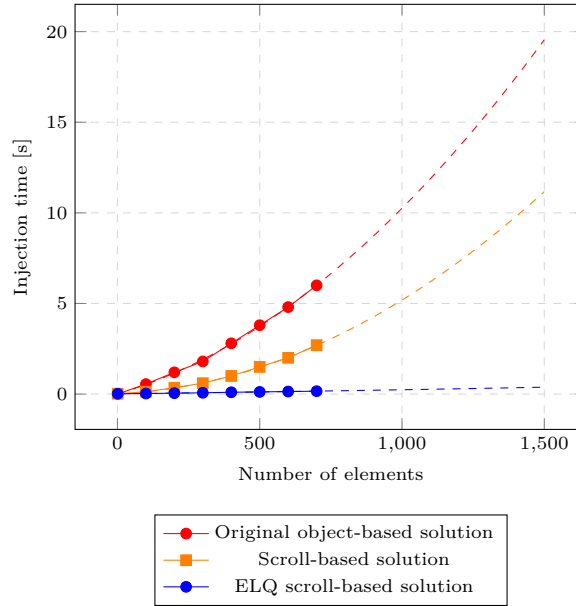 20
15
10
5
0
Injection time [s]
0
500
1,000
1,500
Number of elements
Original object-based solution
Scroll-based solution
ELQ scroll-based solution